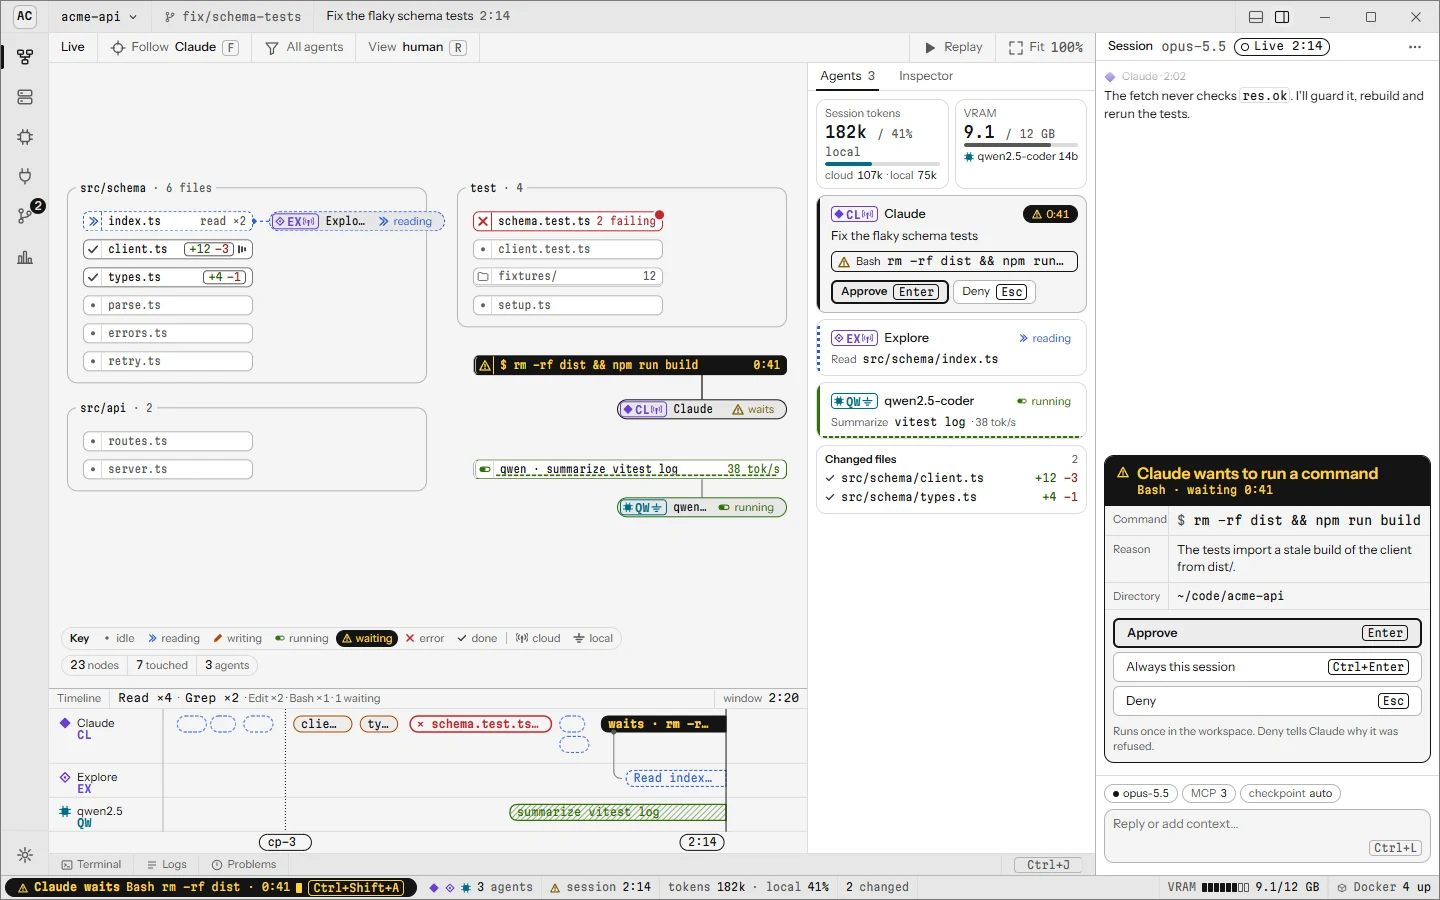 AC acme-api fix/schema-tests Fix the flaky schema tests 2:14
Live Follow Claude F All agents View human R Replay Fit 100%
Session opus-5.5 Live 2:14
Agents 3 Inspector
Claude · 2:02
The fetch never checks res.ok. I'll guard it, rebuild and
rerun the tests.
2
src/schema · 6 files
index.ts read ×2
EX Explo… reading
client.ts +12 −3
types.ts +4 −1
parse.ts
errors.ts
retry.ts
src/api · 2
routes.ts
server.ts
test · 4
schema.test.ts 2 failing
client.test.ts
fixtures/ 12
setup.ts
$ rm -rf dist && npm run build 0:41
CL Claude waits
qwen · summarize vitest log 38 tok/s
QW qwen… running
Key idle reading writing running waiting error done cloud local
23 nodes 7 touched 3 agents
Session tokens
182k / 41%
local
cloud 107k · local 75k
VRAM
9.1 / 12 GB
qwen2.5-coder 14b
CL Claude 0:41
Fix the flaky schema tests
Bash rm -rf dist && npm run…
Approve Enter Deny Esc
EX Explore reading
Read src/schema/index.ts
QW qwen2.5-coder running
Summarize vitest log · 38 tok/s
Changed files 2
src/schema/client.ts +12 −3
src/schema/types.ts +4 −1
Claude wants to run a command
Bash · waiting 0:41
Command $ rm -rf dist && npm run build
Reason The tests import a stale build of the client
from dist/.
Directory ~/code/acme-api
Approve Enter
Always this session Ctrl+Enter
Deny Esc
Runs once in the workspace. Deny tells Claude why it was
refused.
opus-5.5 MCP 3 checkpoint auto
Reply or add context…
Ctrl+L
Timeline Read ×4 · Grep ×2 · Edit ×2 · Bash ×1 · 1 waiting window 2:20
Claude
CL
clie… ty… × schema.test.ts… waits · rm -r…
Explore
EX
Read index…
qwen2.5
QW
summarize vitest log
cp-3 2:14
Terminal Logs Problems Ctrl+J
Claude waits Bash rm -rf dist · 0:41 Ctrl+Shift+A 3 agents session 2:14 tokens 182k · local 41% 2 changed VRAM 9.1/12 GB Docker 4 up